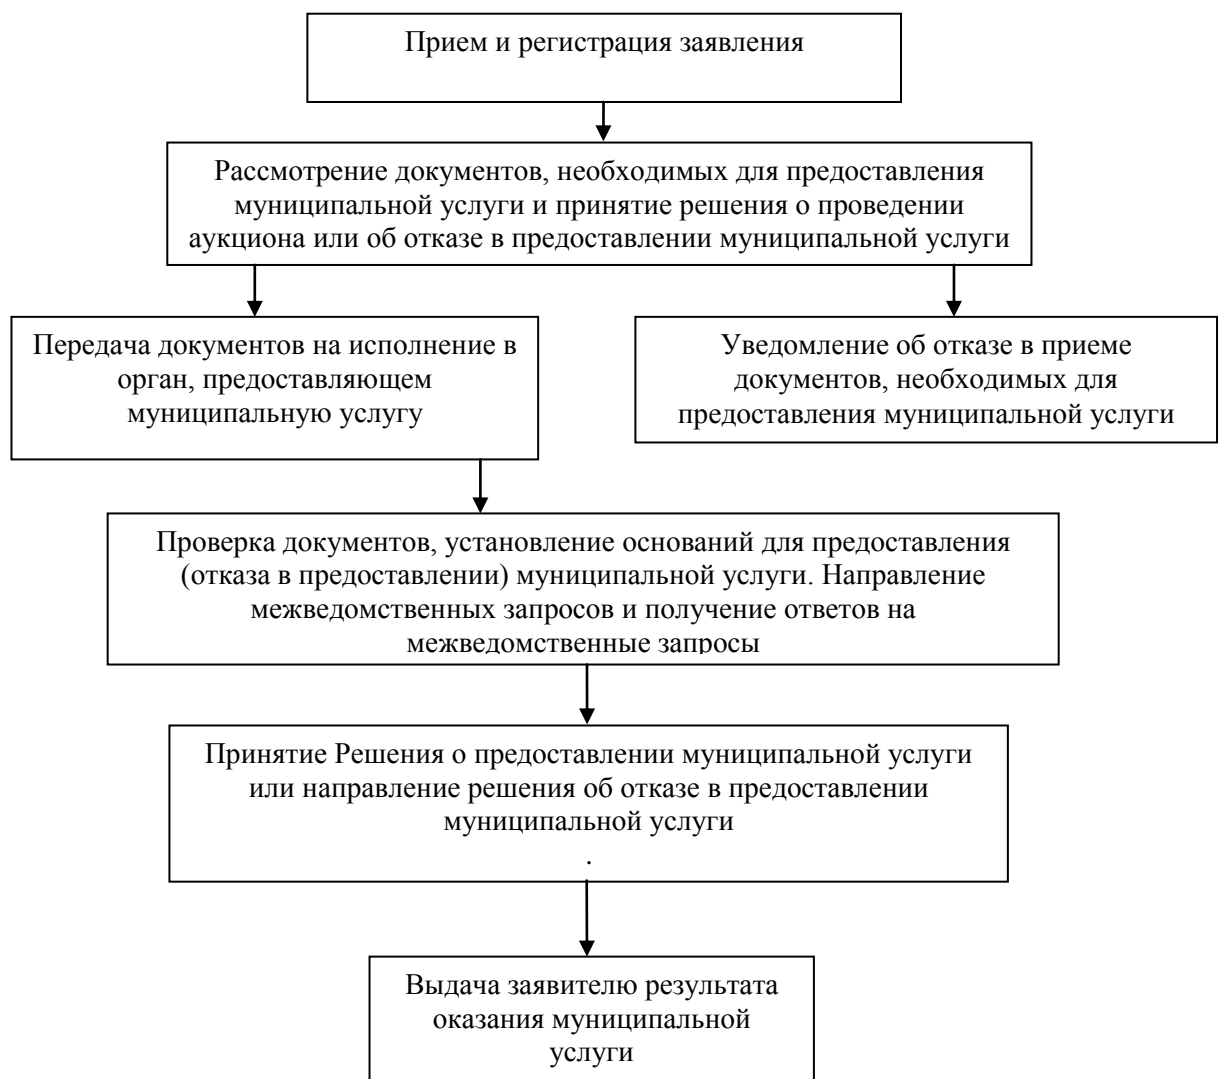 Прием и регистрация заявления
Рассмотрение документов, необходимых для предоставления
муниципальной услуги и принятие решения о проведении
аукциона или об отказе в предоставлении муниципальной услуги
Передача документов на исполнение в
орган, предоставляющем
муниципальную услугу
Уведомление об отказе в приеме
документов, необходимых для
предоставления муниципальной услуги
Проверка документов, установление оснований для предоставления
(отказа в предоставлении) муниципальной услуги. Направление
межведомственных запросов и получение ответов на
межведомственные запросы
Принятие Решения о предоставлении муниципальной услуги
или направление решения об отказе в предоставлении
муниципальной услуги
.
Выдача заявителю результата
оказания муниципальной
услуги